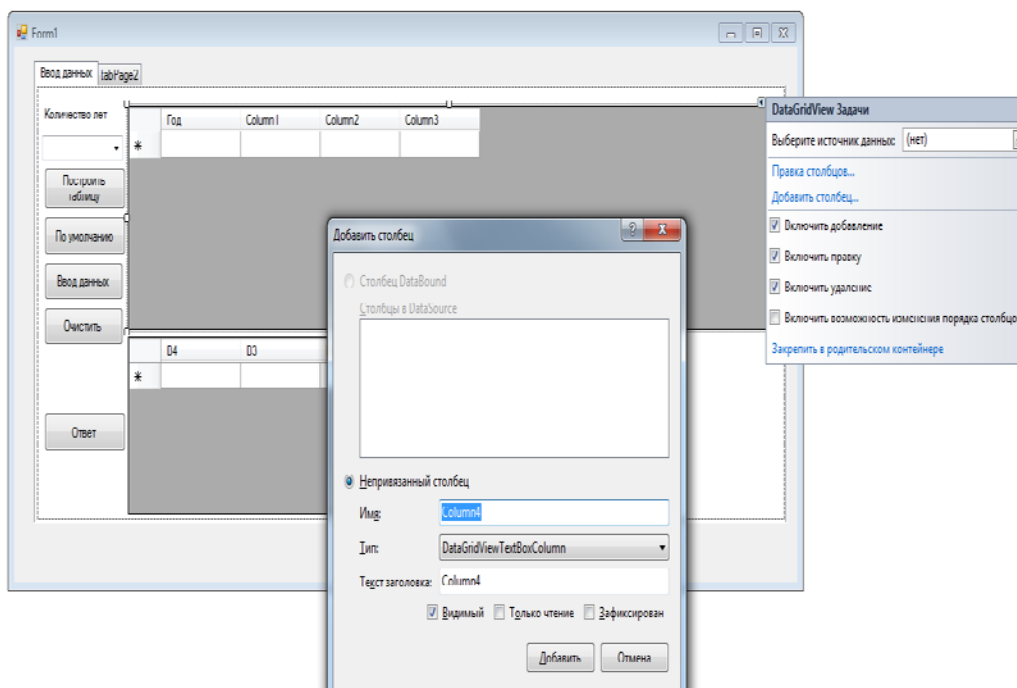 Form1
Ввод данных tabPage2
Количество лет
Построить
таблицу
По умолчанию
Ввод данных
Очистить
Ответ
Год Column1 Column2 Column3
*
D4 D3
*
DataGridView Задачи
Выберите источник данных: (нет)
Правка столбцов...
Добавить столбец...
Включить добавление
Включить правку
Включить удаление
Включить возможность изменения порядка столбцо
Закрепить в родительском контейнере
Добавить столбец
?
Столбец DataBound
Столбцы в DataSource
Непривязанный столбец
Имя: Column4
Тип: DataGridViewTextBoxColumn
Текст заголовка: Column4
Видимый Только чтение Зафиксирован
Добавить Отмена